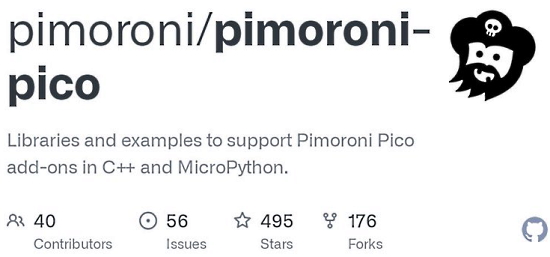 pimoroni/pimoroni-
pico
Libraries and examples to support Pimoroni Pico
add-ons in C++ and MicroPython.
40 56 495 176
Contributors Issues Stars Forks